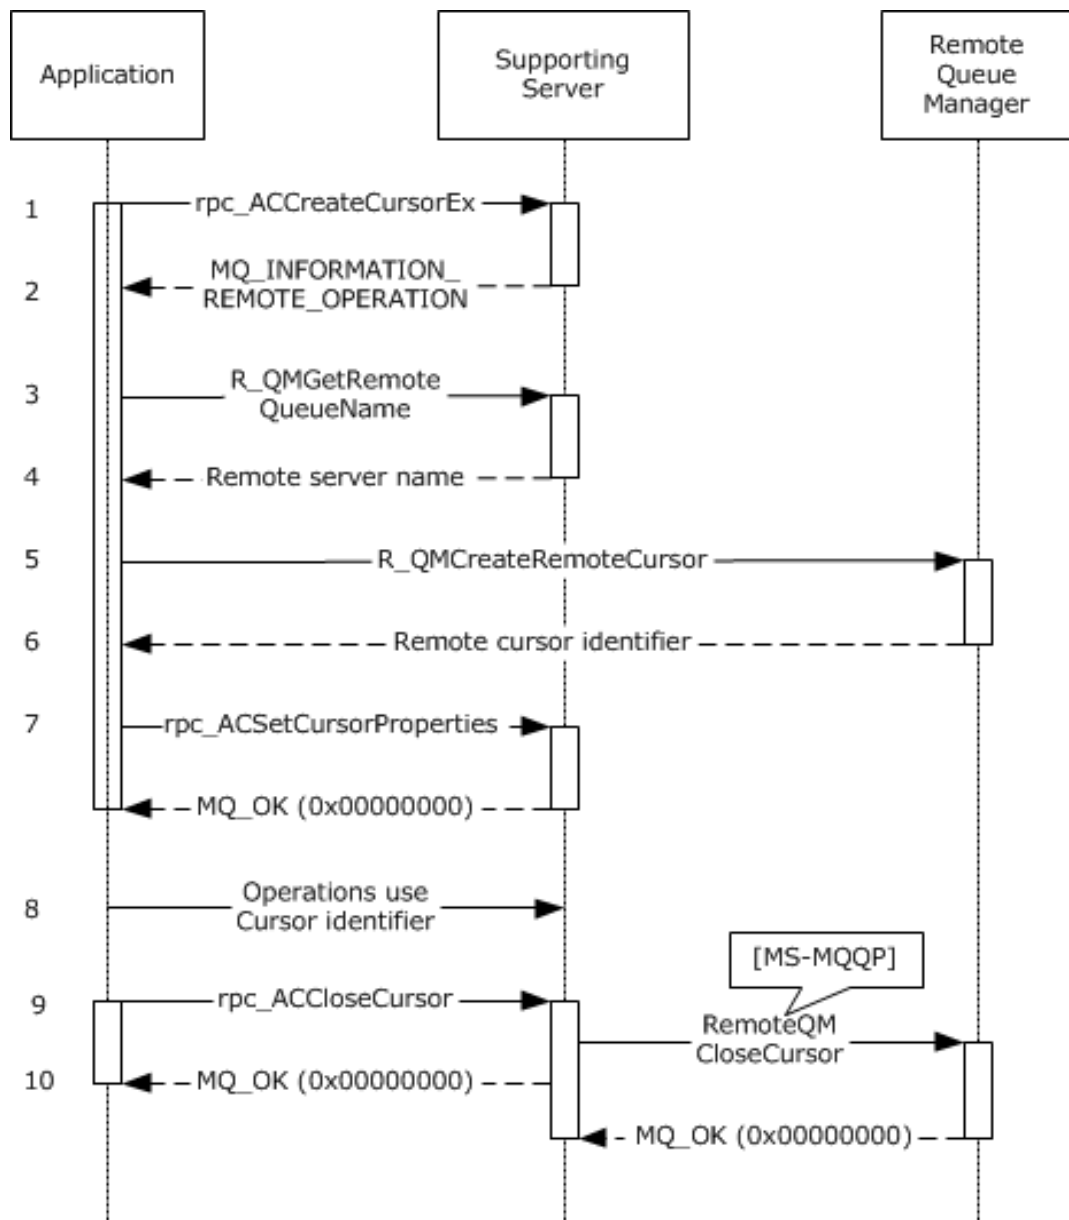 Application
Supporting
Server
Remote
Queue
Manager
1
rpc_ACCreateCursorEx
2
MQ_INFORMATION_
REMOTE_OPERATION
3
R_QMGetRemote
QueueName
4
Remote server name
5
R_QMCreateRemoteCursor
6
Remote cursor identifier
7
rpc_ACSetCursorProperties
MQ_OK (0x00000000)
8
Operations use
Cursor identifier
[MS-MQQP]
9
rpc_ACCloseCursor
RemoteQM
CloseCursor
10
MQ_OK (0x00000000)
MQ_OK (0x00000000)